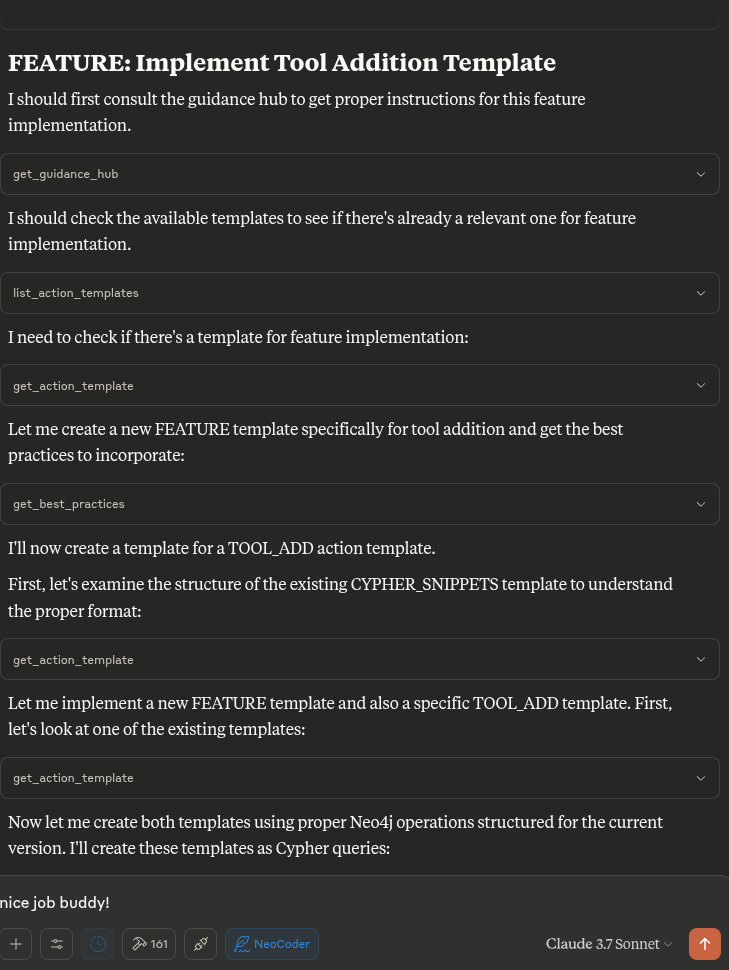 FEATURE: Implement Tool Addition Template
I should first consult the guidance hub to get proper instructions for this feature
implementation.
get_guidance_hub
I should check the available templates to see if there's already a relevant one for feature
implementation.
list_action_templates
I need to check if there's a template for feature implementation:
get_action_template
Let me create a new FEATURE template specifically for tool addition and get the best
practices to incorporate:
get_best_practices
I'll now create a template for a TOOL_ADD action template.
First, let's examine the structure of the existing CYPHER_SNIPPETS template to understand
the proper format:
get_action_template
Let me implement a new FEATURE template and also a specific TOOL_ADD template. First,
let's look at one of the existing templates:
get_action_template
Now let me create both templates using proper Neo4j operations structured for the current
version. I'll create these templates as Cypher queries:
nice job buddy!
161 NeoCoder Claude 3.7 Sonnet